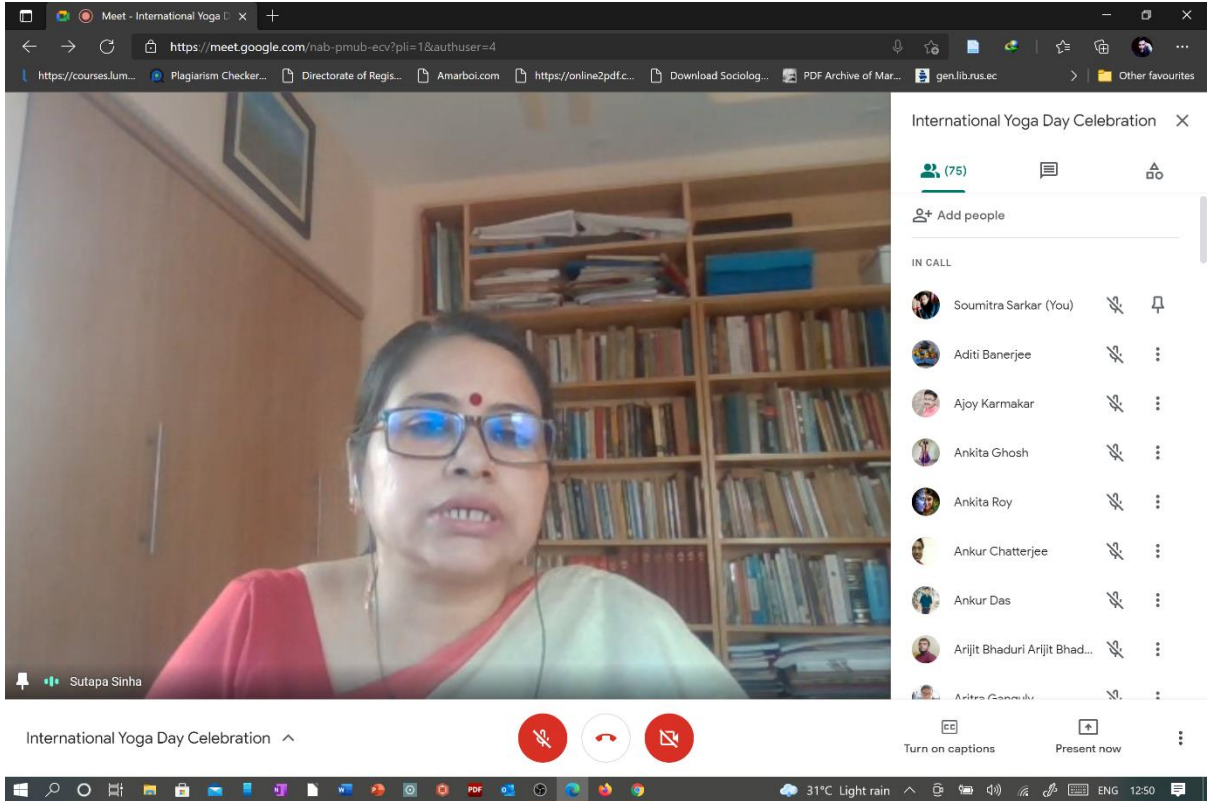 Meet - International Yoga D
https://meet.google.com/nab-pmub-ecv?pli=1&authuser=4
https://courses.lum...
Plagiarism Checker...
Directorate of Regis...
Amarboi.com
https://online2pdf.c...
Download Sociolog...
PDF Archive of Mar...
gen.lib.rus.ec
Other favourites
International Yoga Day Celebration
(75)
Add people
IN CALL
Soumitra Sarkar (You)
Aditi Banerjee
Ajoy Karmakar
Ankita Ghosh
Ankita Roy
Ankur Chatterjee
Ankur Das
Arijit Bhaduri Arijit Bhad...
Aritra Ganguly
Sutapa Sinha
International Yoga Day Celebration
CC
Turn on captions
Present now
PDF
31°C Light rain
ENG
12:50